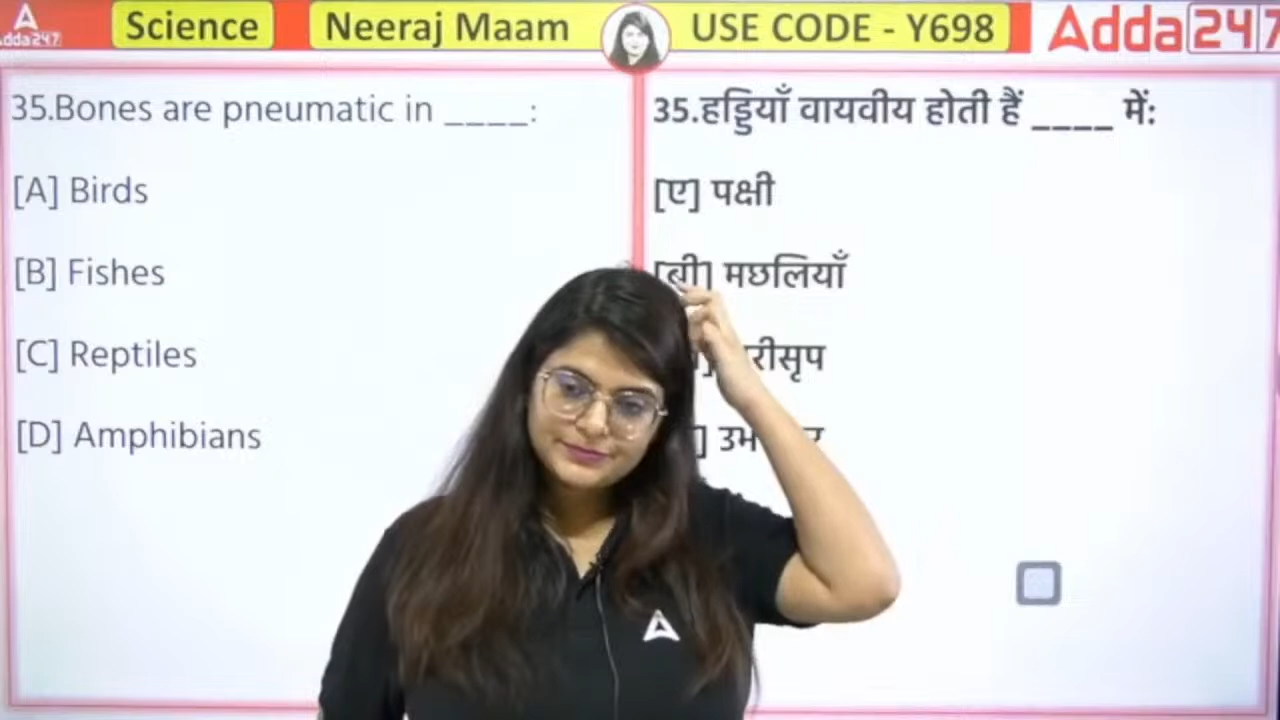 Science
Neeraj Maam
USE CODE - Y698
Adda247
Adda247
35.Bones are pneumatic in ____:
[A] Birds
[B] Fishes
[C] Reptiles
[D] Amphibians
35.हड्डियाँ वायवीय होती हैं ____ में:
[ए] पक्षी
[बी] मछलियाँ